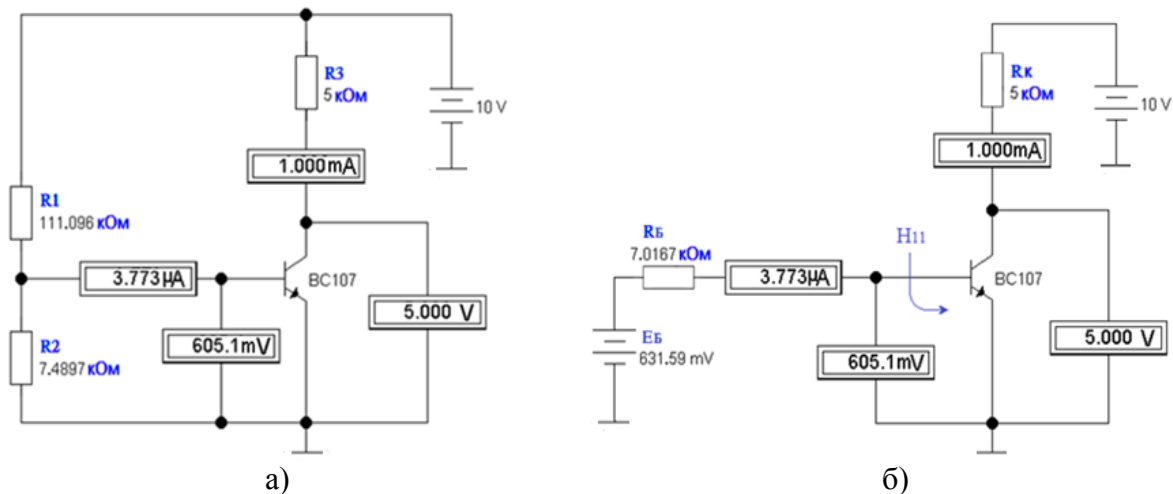 R3
5 кОм
10 V
1.000mA
R1
111.096 кОм
3.773µA
BC107
5.000 V
605.1mV
R2
7.4897 кОм
а)
Rк
5 кОм
10 V
1.000mA
RБ
7.0167 кОм
H11
3.773µA
BC107
5.000 V
605.1mV
EБ
631.59 mV
б)